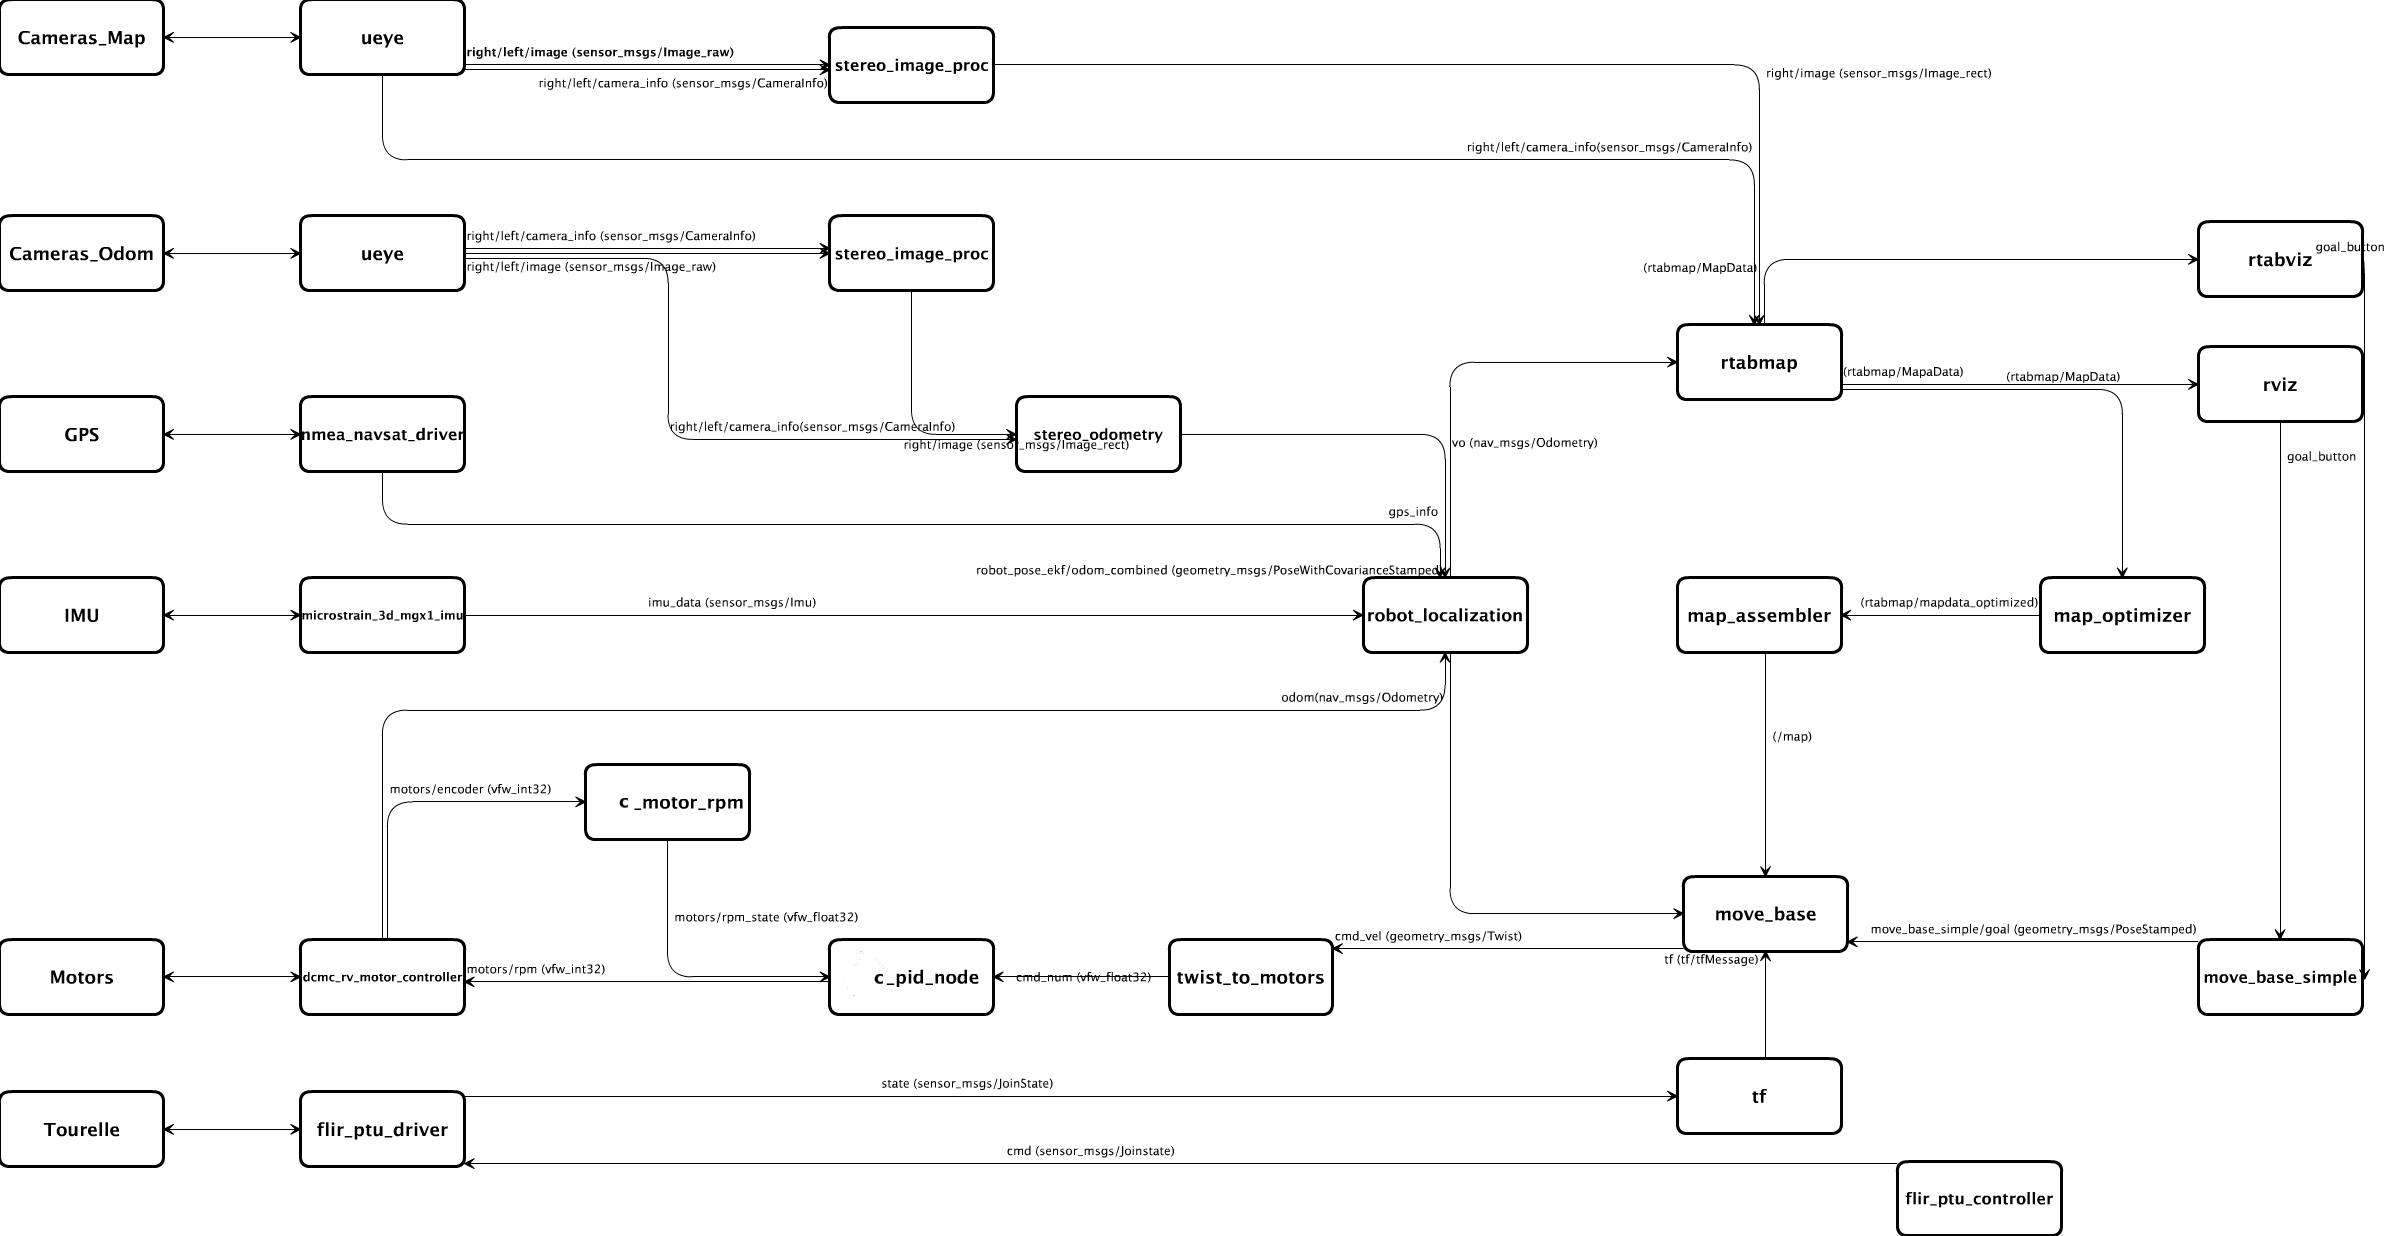 Cameras_Map
ueye
right/left/image (sensor_msgs/Image_raw)
right/left/camera_info (sensor_msgs/CameraInfo)
stereo_image_proc
right/image (sensor_msgs/Image_rect)
right/left/camera_info(sensor_msgs/CameraInfo)
Cameras_Odom
ueye
right/left/camera_info (sensor_msgs/CameraInfo)
right/left/image (sensor_msgs/Image_raw)
stereo_image_proc
(rtabmap/MapData)
rtabviz
goal_button
rtabmap
(rtabmap/MapaData)
(rtabmap/MapData)
rviz
GPS
nmea_navsat_driver
right/left/camera_info(sensor_msgs/CameraInfo)
right/image (sensor_msgs/Image_rect)
stereo_odometry
vo (nav_msgs/Odometry)
goal_button
gps_info
robot_pose_ekf/odom_combined (geometry_msgs/PoseWithCovarianceStamped)
IMU
microstrain_3d_mgx1_imu
imu_data (sensor_msgs/Imu)
robot_localization
map_assembler
(rtabmap/mapdata_optimized)
map_optimizer
odom(nav_msgs/Odometry)
(/map)
motors/encoder (vfw_int32)
c _motor_rpm
motors/rpm_state (vfw_float32)
move_base
move_base_simple/goal (geometry_msgs/PoseStamped)
cmd_vel (geometry_msgs/Twist)
tf (tf/tfMessage)
Motors
dcmc_rv_motor_controller
motors/rpm (vfw_int32)
c_pid_node
cmd_num (vfw_float32)
twist_to_motors
move_base_simple
state (sensor_msgs/JoinState)
tf
Tourelle
flir_ptu_driver
cmd (sensor_msgs/Joinstate)
flir_ptu_controller